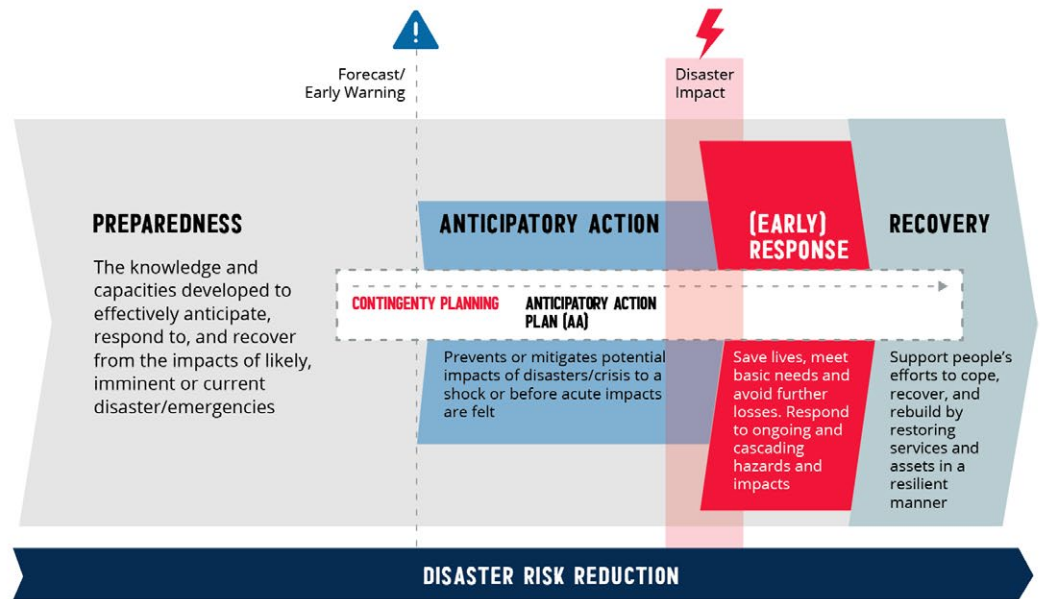 Forecast/
Early Warning
Disaster
Impact
PREPAREDNESS
The knowledge and
capacities developed to
effectively anticipate,
respond to, and recover
from the impacts of likely,
imminent or current
disaster/emergencies
ANTICIPATORY ACTION
(EARLY)
RESPONSE
RECOVERY
CONTINGENTY PLANNING
ANTICIPATORY ACTION
PLAN (AA)
Prevents or mitigates potential
impacts of disasters/crisis to a
shock or before acute impacts
are felt
Save lives, meet
basic needs and
avoid further
losses. Respond
to ongoing and
cascading
hazards and
impacts
Support people’s
efforts to cope,
recover, and
rebuild by
restoring
services and
assets in a
resilient
manner
DISASTER RISK REDUCTION